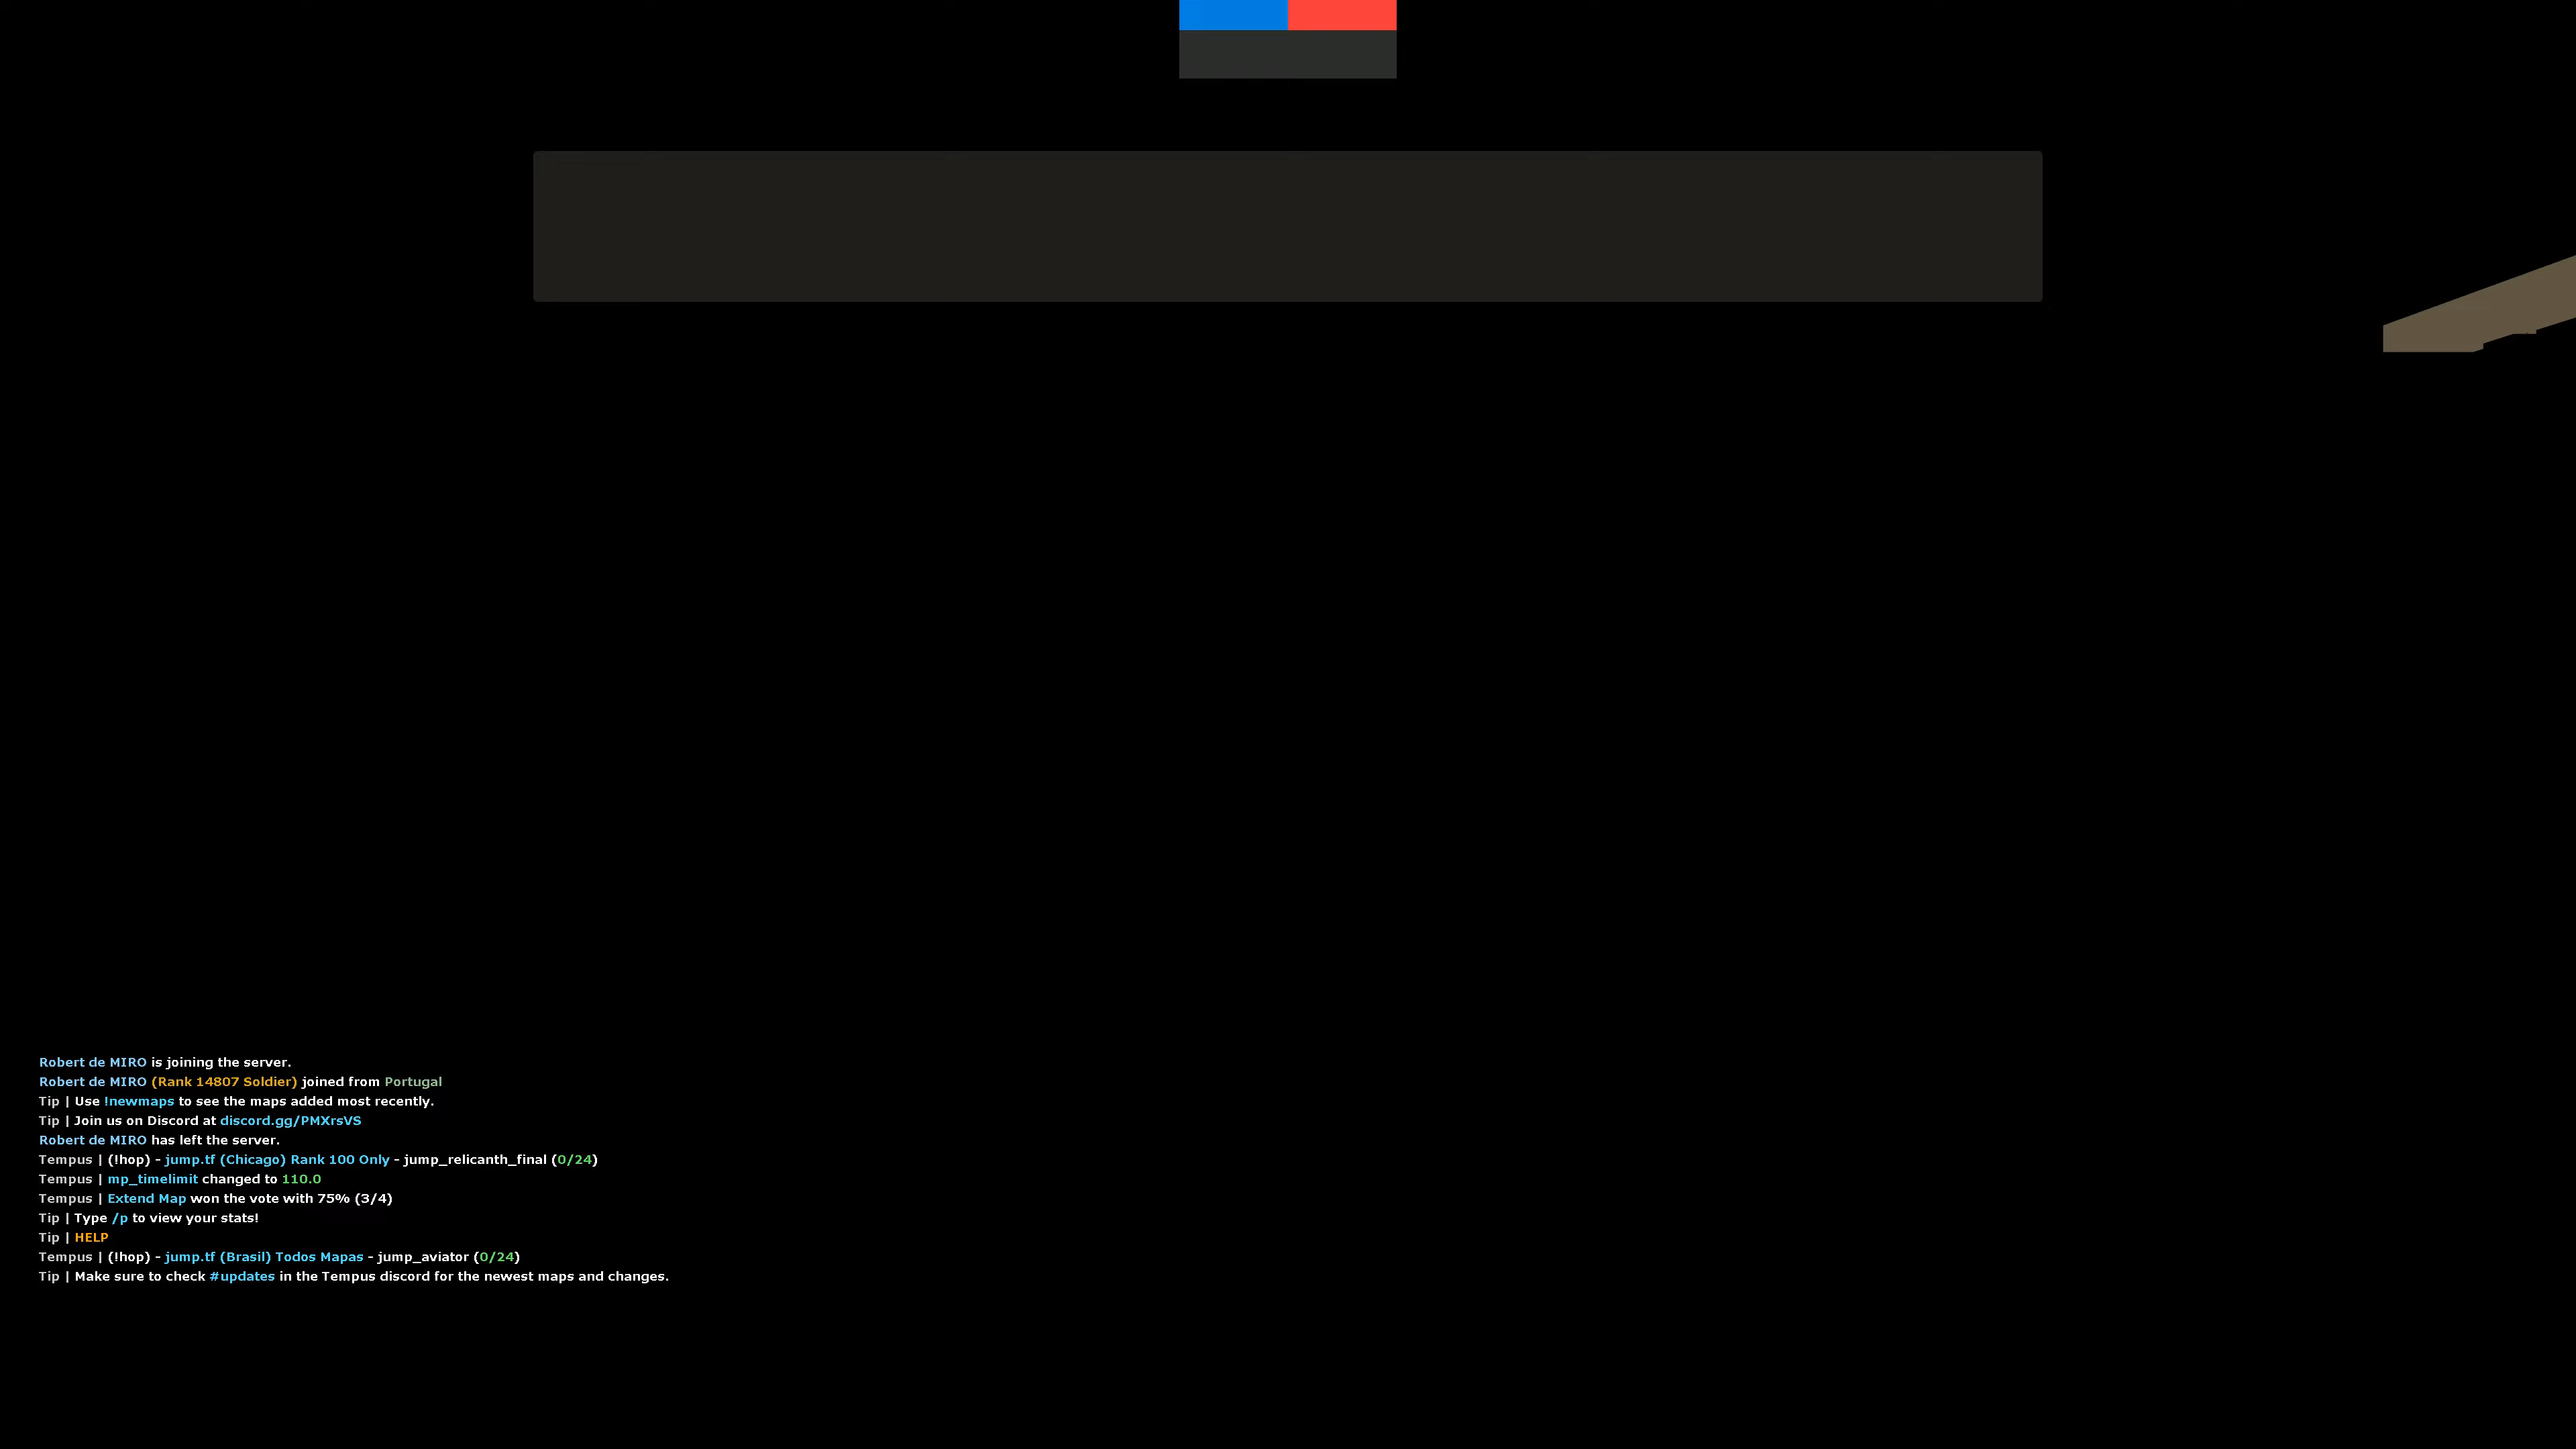 Robert de MIRO is joining the server.
Robert de MIRO (Rank 14807 Soldier) joined from Portugal
Tip | Use !newmaps to see the maps added most recently.
Tip | Join us on Discord at discord.gg/PMXrsVS
Robert de MIRO has left the server.
Tempus | (!hop) - jump.tf (Chicago) Rank 100 Only - jump_relicanth_final (0/24)
Tempus | mp_timelimit changed to 110.0
Tempus | Extend Map won the vote with 75% (3/4)
Tip | Type /p to view your stats!
Tip | HELP
Tempus | (!hop) - jump.tf (Brasil) Todos Mapas - jump_aviator (0/24)
Tip | Make sure to check #updates in the Tempus discord for the newest maps and changes.